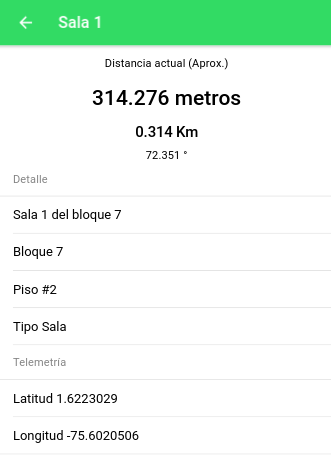 Sala 1
Distancia actual (Aprox.)
314.276 metros
0.314 Km
72.351 °
Detalle
Sala 1 del bloque 7
Bloque 7
Piso #2
Tipo Sala
Telemetría
Latitud 1.6223029
Longitud -75.6020506